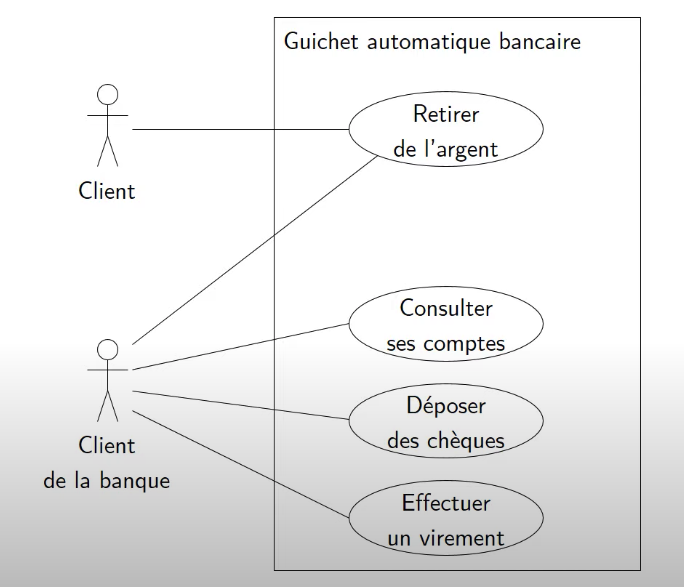 Guichet automatique bancaire
Retirer
de l'argent
Client
Consulter
ses comptes
Déposer
des chèques
Client
de la banque
Effectuer
un virement